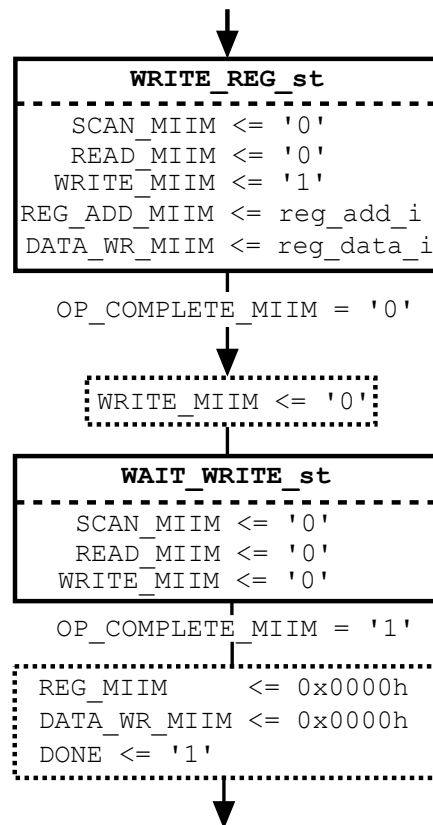 WRITE_REG_st
SCAN_MIIM <= '0'
READ_MIIM <= '0'
WRITE_MIIM <= '1'
REG_ADD_MIIM <= reg_add_i
DATA_WR_MIIM <= reg_data_i
OP_COMPLETE_MIIM = '0'
WRITE_MIIM <= '0'
WAIT_WRITE_st
SCAN_MIIM <= '0'
READ_MIIM <= '0'
WRITE_MIIM <= '0'
OP_COMPLETE_MIIM = '1'
REG_MIIM <= 0x0000h
DATA_WR_MIIM <= 0x0000h
DONE <= '1'